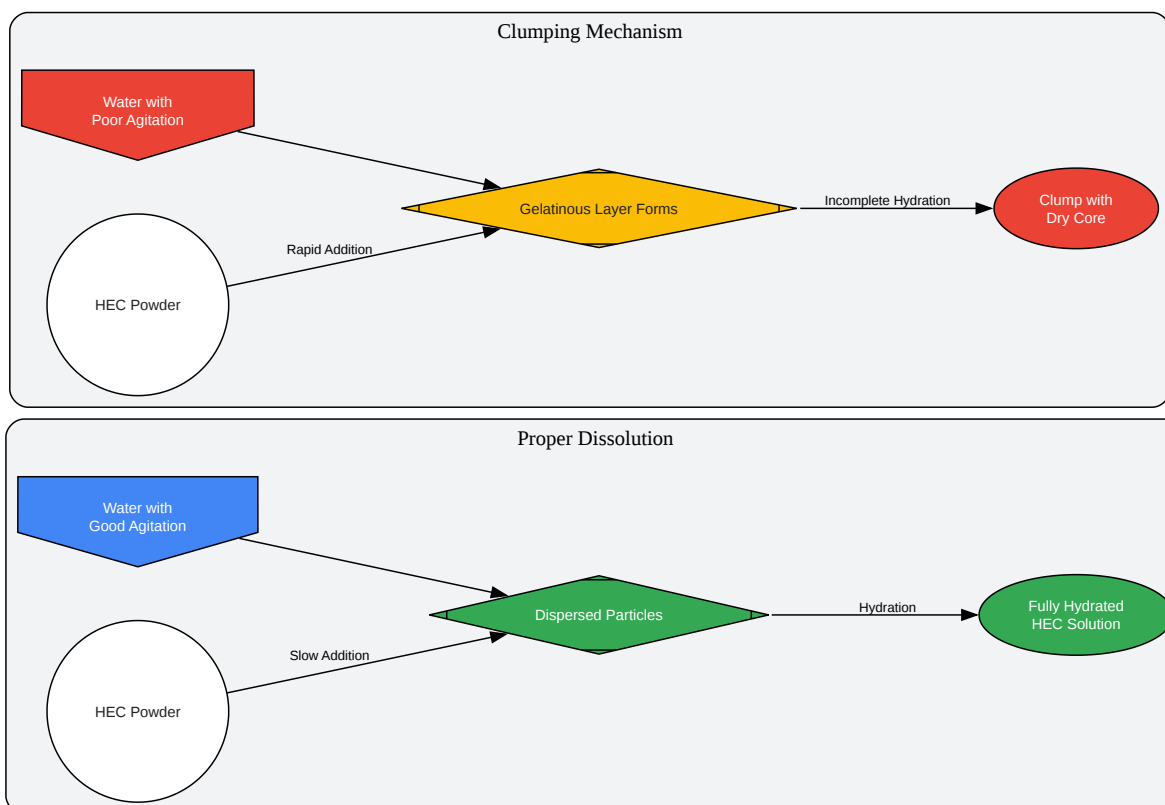 Clumping Mechanism
Water with
Poor Agitation
Rapid Addition
HEC Powder
Gelatinous Layer Forms
Incomplete Hydration
Clump with
Dry Core
Proper Dissolution
Water with
Good Agitation
Slow Addition
HEC Powder
Dispersed Particles
Hydration
Fully Hydrated
HEC Solution